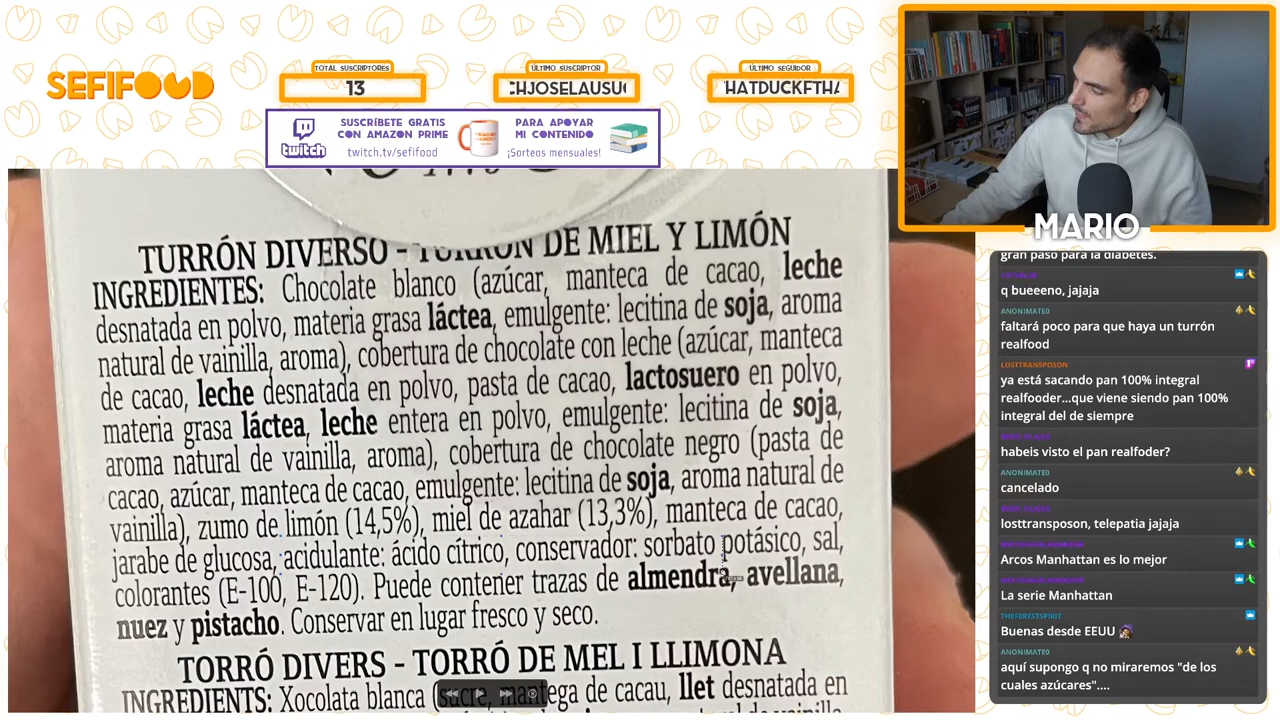 SEFIFOOD
TOTAL SUSCRIPTORES
13
ÚLTIMO SUSCRIPTOR
CHJOSELAUSU
ÚLTIMO SEGUIDOR
HATDUCKFTHA
twitch
SUSCRÍBETE GRATIS
CON AMAZON PRIME
twitch.tv/sefifood
PARA APOYAR
MI CONTENIDO
¡Sorteos mensuales!
MARIO
TURRÓN DIVERSO - TURRÓN DE MIEL Y LIMÓN
INGREDIENTES: Chocolate blanco (azúcar, manteca de cacao, leche
desnatada en polvo, materia grasa láctea, emulgente: lecitina de soja, aroma
natural de vainilla, aroma), cobertura de chocolate con leche (azúcar, manteca
de cacao, leche desnatada en polvo, pasta de cacao, lactosuero en polvo,
materia grasa láctea, leche entera en polvo, emulgente: lecitina de soja,
aroma natural de vainilla, aroma), cobertura de chocolate negro (pasta de
cacao, azúcar, manteca de cacao, emulgente: lecitina de soja, aroma natural de
vainilla), zumo de limón (14,5%), miel de azahar (13,3%), manteca de cacao,
jarabe de glucosa, acidulante: ácido cítrico, conservador: sorbato potásico, sal,
colorantes (E-100, E-120). Puede contener trazas de almendra, avellana,
nuez y pistacho. Conservar en lugar fresco y seco.
TORRÓ DIVERS - TORRÓ DE MEL I LLIMONA
INGREDIENTS: Xocolata blanca (sucre, mantega de cacau, llet desnatada en
gran paso para la diabetes.
q bueeeno, jajaja
ANONIMATE0
faltará poco para que haya un turrón
realfood
LOSTTRANSPOSON
ya está sacando pan 100% integral
realfooder...que viene siendo pan 100%
integral del de siempre
habeis visto el pan realfoder?
ANONIMATE0
cancelado
losttransposon, telepatia jajaja
Arcos Manhattan es lo mejor
La serie Manhattan
THEFORESTSPIRIT
Buenas desde EEUU
ANONIMATE0
aquí supongo q no miraremos "de los
cuales azúcares"....